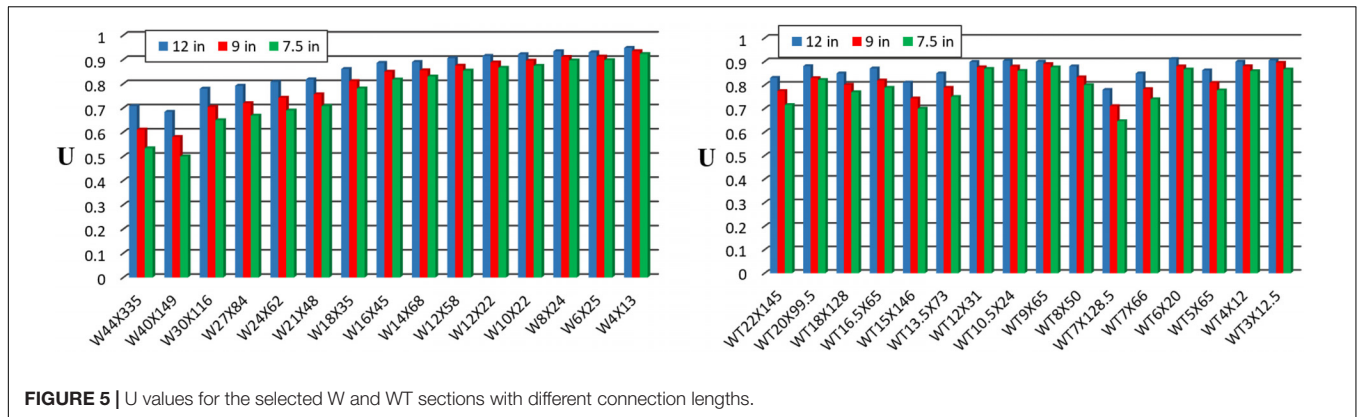 12 in 9 in 7.5 in
1
0.9
0.8
0.7
0.6
0.5
0.4
0.3
0.2
0.1
0
U
W44X335
W40X149
W30X116
W27X84
W24X62
W21X48
W18X35
W16X45
W14X68
W12X58
W12X22
W10X22
W8X24
W6X25
W4X13
12 in 9 in 7.5 in
1
0.9
0.8
0.7
0.6
0.5
0.4
0.3
0.2
0.1
0
U
WT22X145
WT20X99.5
WT18X128
WT16.5X65
WT15X146
WT13.5X73
WT12X31
WT10.5X24
WT9X65
WT8X50
WT7X128.5
WT7X66
WT6X20
WT5X65
WT4X12
WT3X12.5
FIGURE 5 | U values for the selected W and WT sections with different connection lengths.